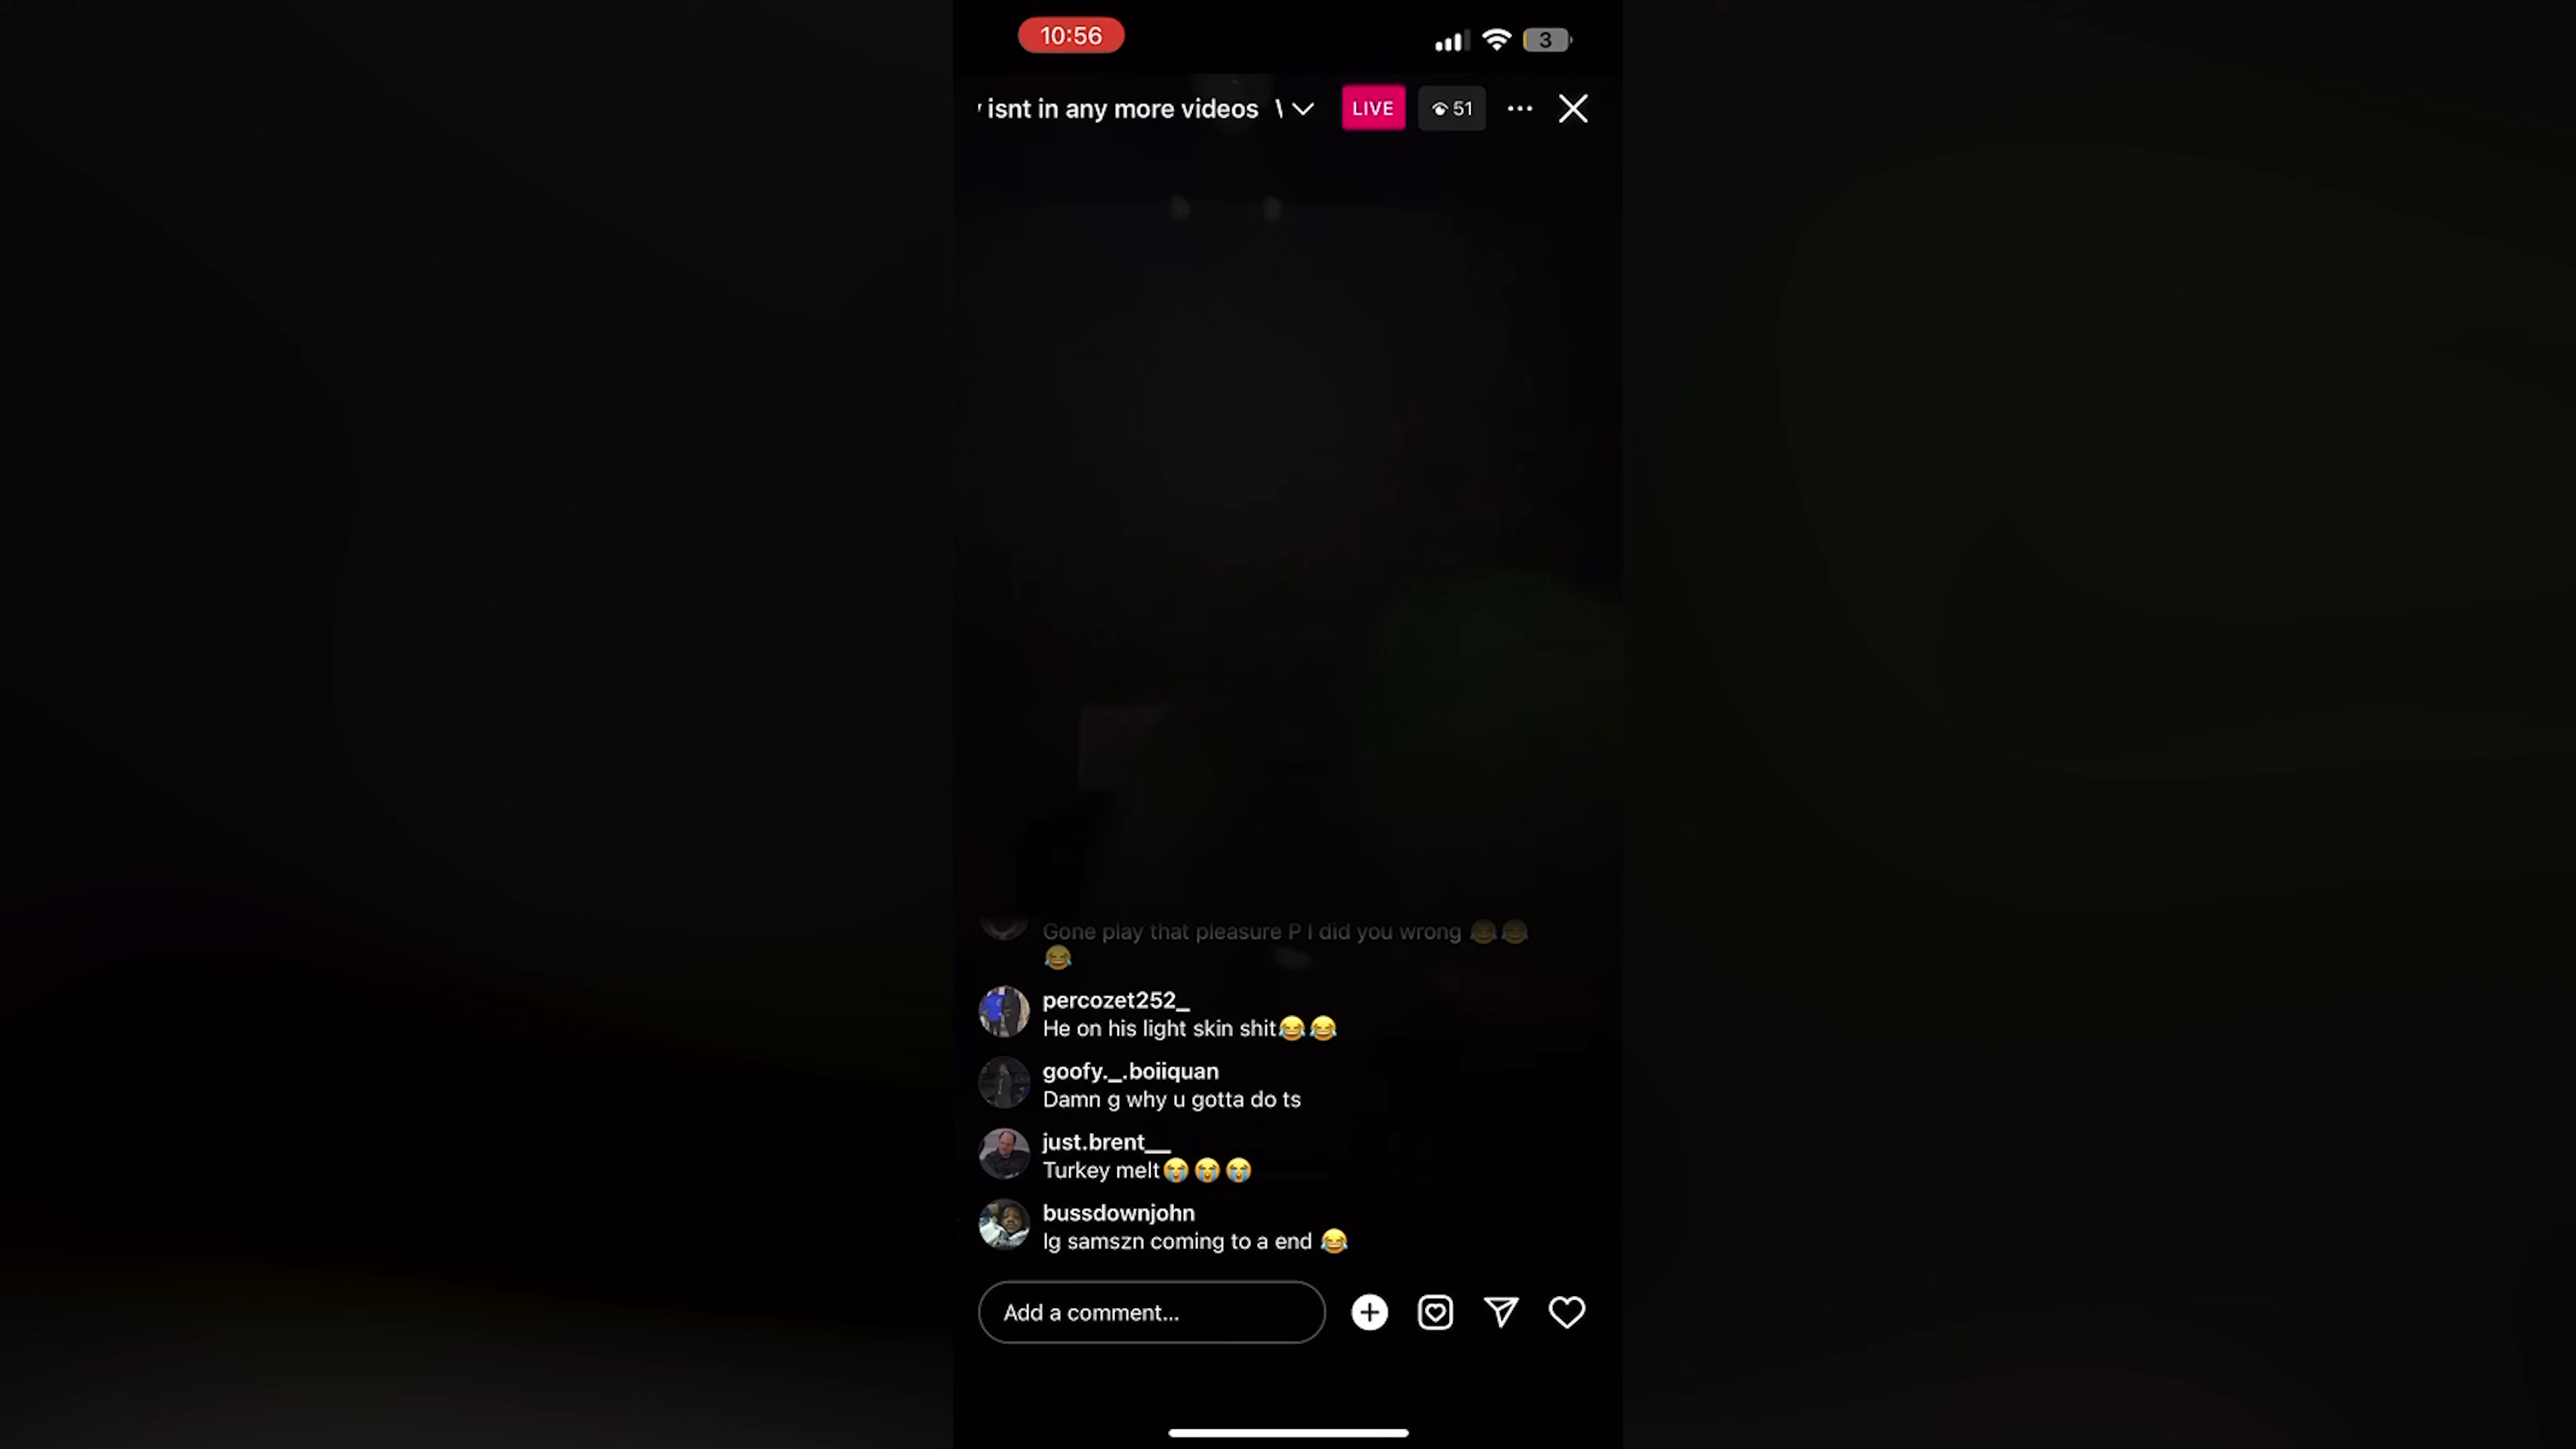 10:56
3
isnt in any more videos
LIVE
51
Gone play that pleasure P I did you wrong 😂😂
😂
percozet252_
He on his light skin shit😂😂
goofy._.boiiquan
Damn g why u gotta do ts
just.brent__
Turkey melt😭😭😭
bussdownjohn
Ig samszn coming to a end 😂
Add a comment...